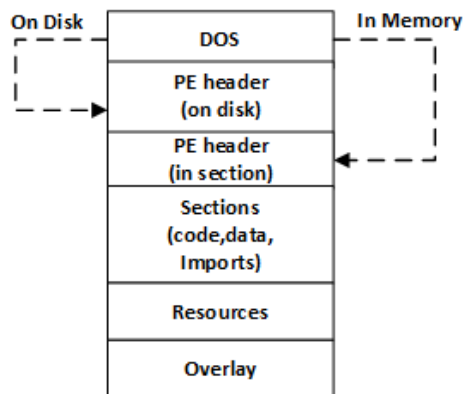 On Disk
In Memory
DOS
PE header
(on disk)
PE header
(in section)
Sections
(code,data,
Imports)
Resources
Overlay